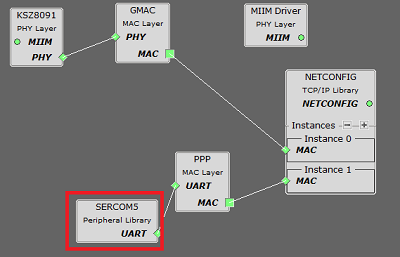 KSZ8091
PHY Layer
MIIM
PHY
GMAC
MAC Layer
PHY
MAC
MIIM Driver
PHY Layer
MIIM
NETCONFIG
TCP/IP Library
NETCONFIG
Instances
Instance 0
MAC
Instance 1
MAC
PPP
MAC Layer
UART
MAC
SERCOM5
Peripheral Library
UART